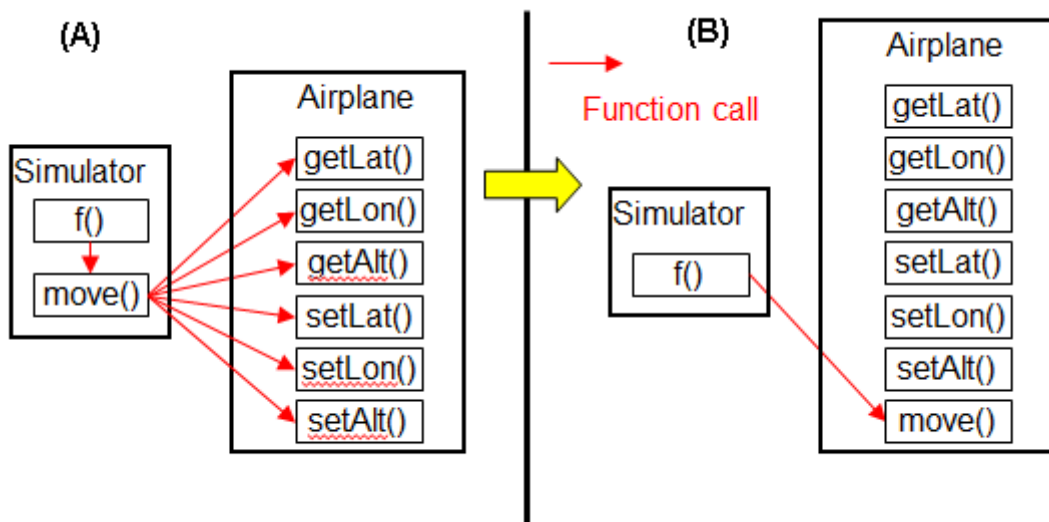 (A)
Airplane
getLat()
getLon()
getAlt()
setLat()
setLon()
setAlt()
Simulator
f()
move()
(B)
Function call
Airplane
getLat()
getLon()
getAlt()
setLat()
setLon()
setAlt()
move()
Simulator
f()